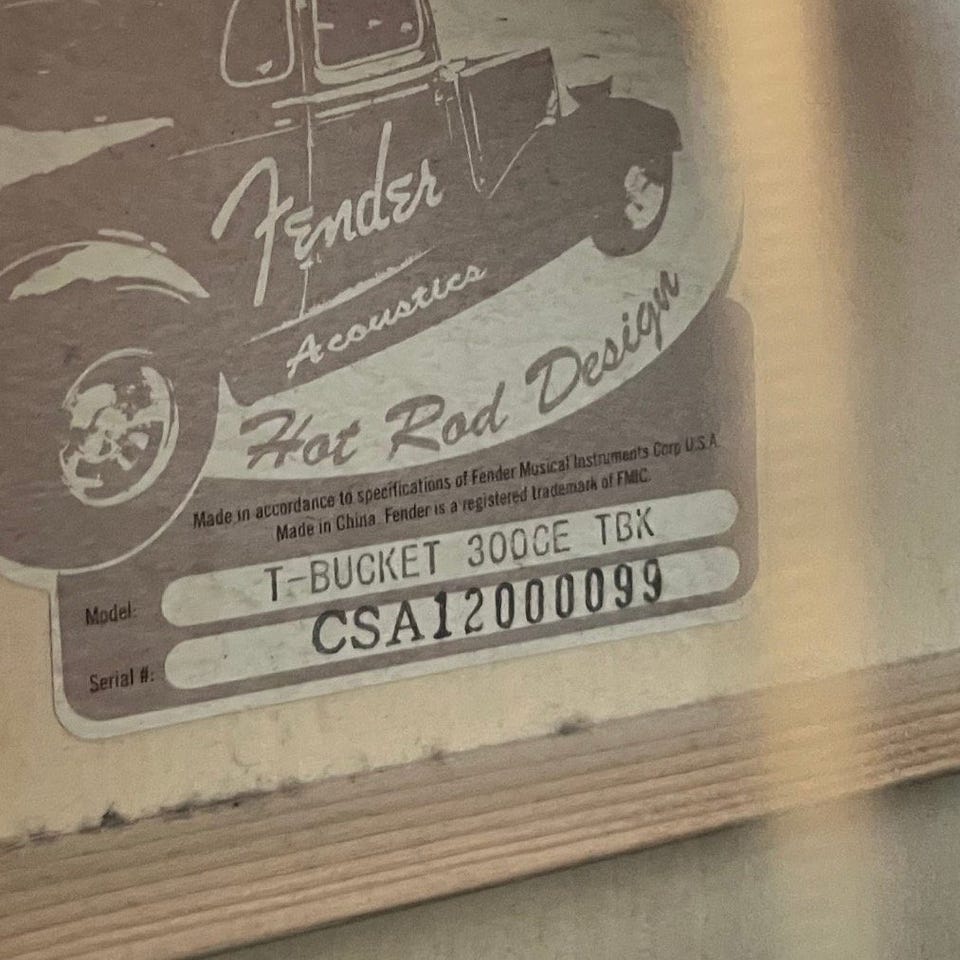 Fender
Acoustics
Hot Rod Design
Made in accordance to specifications of Fender Musical Instruments Corp U.S.A.
Made in China. Fender is a registered trademark of FMIC.
Model: T-BUCKET 300CE TBK
Serial #: CSA12000099